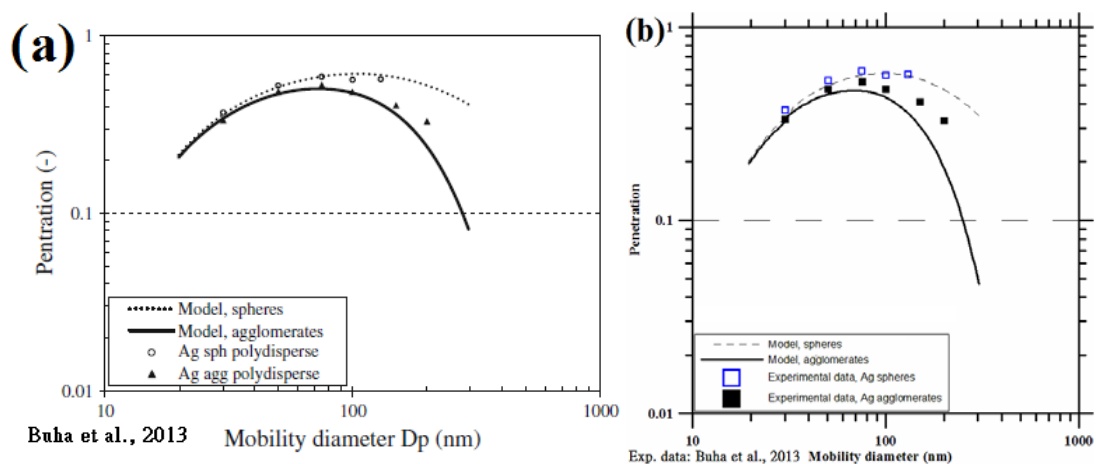 (a)
1
0.1
0.01
10
100
1000
Pentration (-)
Model, spheres
Model, agglomerates
Ag sph polydisperse
Ag agg polydisperse
Buha et al., 2013
Mobility diameter Dp (nm)
(b)
1
0.1
0.01
10
100
1000
Penetration
Model, spheres
Model, agglomerates
Experimental data, Ag spheres
Experimental data, Ag agglomerates
Exp. data: Buha et al., 2013 Mobility diameter (nm)